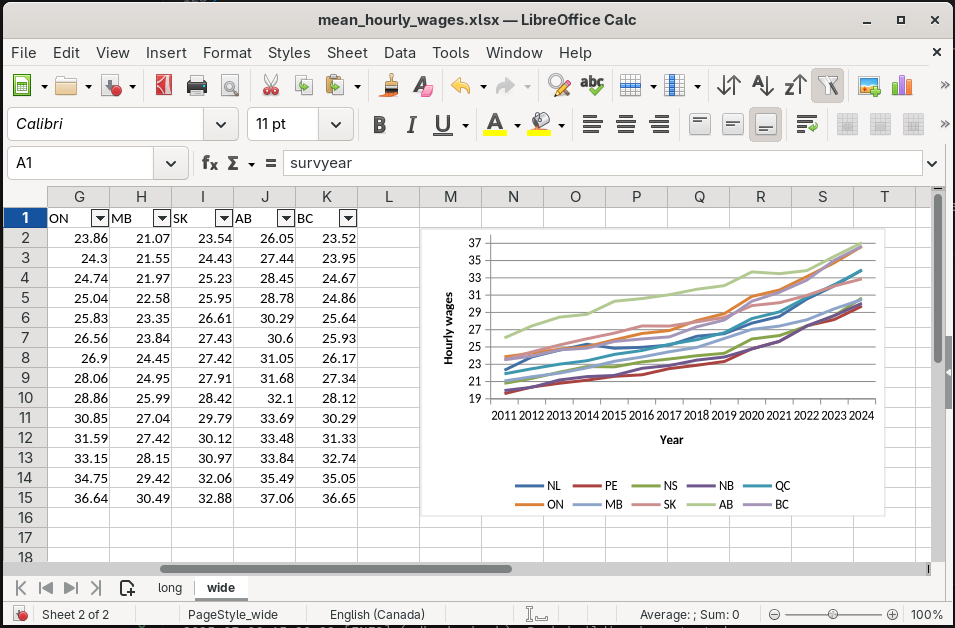 mean_hourly_wages.xlsx — LibreOffice Calc
File Edit View Insert Format Styles Sheet Data Tools Window Help
Calibri 11 pt B I U A
A1 fx Σ = survyear
G H I J K L M N O P Q R S T
1 ON MB SK AB BC
2 23.86 21.07 23.54 26.05 23.52
3 24.3 21.55 24.43 27.44 23.95
4 24.74 21.97 25.23 28.45 24.67
5 25.04 22.58 25.95 28.78 24.86
6 25.83 23.35 26.61 30.29 25.64
7 26.56 23.84 27.43 30.6 25.93
8 26.9 24.45 27.42 31.05 26.17
9 28.06 24.95 27.91 31.68 27.34
10 28.86 25.99 28.42 32.1 28.12
11 30.85 27.04 29.79 33.69 30.29
12 31.59 27.42 30.12 33.48 31.33
13 33.15 28.15 30.97 33.84 32.74
14 34.75 29.42 32.06 35.49 35.05
15 36.64 30.49 32.88 37.06 36.65
16
17
18
Hourly wages
37
35
33
31
29
27
25
23
21
19
2011 2012 2013 2014 2015 2016 2017 2018 2019 2020 2021 2022 2023 2024
Year
NL PE NS NB QC
ON MB SK AB BC
long wide
Sheet 2 of 2 PageStyle_wide English (Canada) Average: ; Sum: 0 100%